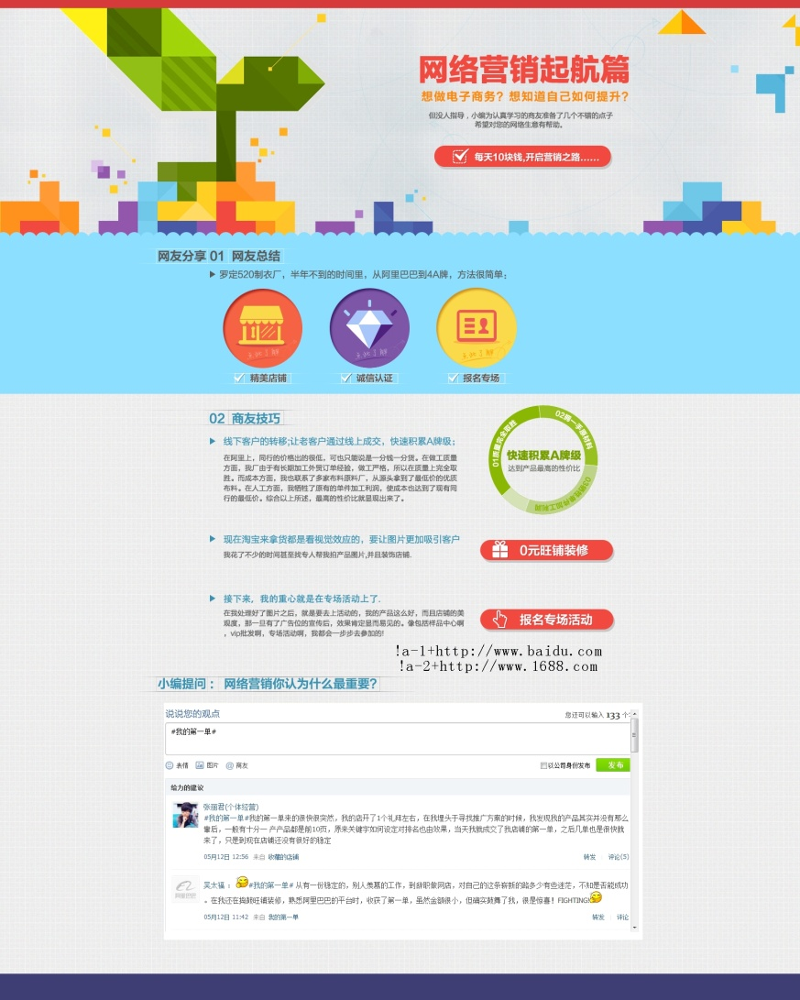 网络营销起航篇
想做电子商务？想知道自己如何提升？
但没人指导，小编为认真学习的商友准备了几个不错的点子
希望对您的网络生意有帮助。
每天10块钱,开启营销之路……
网友分享 01 网友总结
罗定520制衣厂，半年不到的时间里，从阿里巴巴到4A牌，方法很简单；
精美店铺
诚信认证
报名专场
02 商友技巧
线下客户的转移;让老客户通过线上成交，快速积累A牌级；
在阿里上，同行的价格出的很低，可也只能说是一分钱一分货。在做工质量
方面，我厂由于有长期加工外贸订单经验，做工严格，所以在质量上完全取
胜。而成本方面，我也联系了多家布料原料厂，从源头拿到了最低价的优质
布料。在人工方面，我牺牲了原有的单件加工利润，使成本也达到了现有同
行的最低价。综合以上所述，最高的性价比就显现出来了。
01质量完全取胜
02第一手原材料
03牺牲单件加工利润
快速积累A牌级
达到产品最高的性价比
现在淘宝来拿货都是看视觉效应的，要让图片更加吸引客户
我花了不少的时间甚至找专人帮我拍产品图片,并且装饰店铺.
0元旺铺装修
接下来，我的重心就是在专场活动上了.
在我处理好了图片之后，就是要去上活动的，我的产品这么好，而且店铺的美
观度，那一旦有了广告位的宣传后，效果肯定显而易见的。像包括样品中心啊
，vip批发啊，专场活动啊，我都会一步步去参加的!
报名专场活动
!a-1+http://www.baidu.com
!a-2+http://www.1688.com
小编提问： 网络营销你认为什么最重要?
说说您的观点
您还可以输入 133 个
#我的第一单#
表情 图片 @ 商友
以公司身份发布 发布
给力的建议
张丽君(个体经营)
#我的第一单#我的第一单来的很快很突然，我的店开了1个礼拜左右，在我埋头于寻找推广方案的时候，我发现我的产品其实并没有那么
靠后，一般有十分一 产产品都是前10页，原来关键字如何设定对排名也由效果，当天我就成交了我店铺的第一单，之后几单也是很快就
来了，只是到现在店铺还没有很好的稳定
05月12日 12:56 来自 收藏的店铺
转发 评论(5)
吴太福 ： #我的第一单# 从有一份稳定的，别人羡慕的工作，到辞职做网店，对自己的这条崭新的路多少有些迷茫，不知是否能成功
。在我还在捣鼓旺铺装修，熟悉阿里巴巴的平台时，收获了第一单，虽然金额很小，但确实鼓舞了我，很是惊喜！FIGHTING!
阿里巴巴
05月12日 11:42 来自 我的第一单
转发 评论